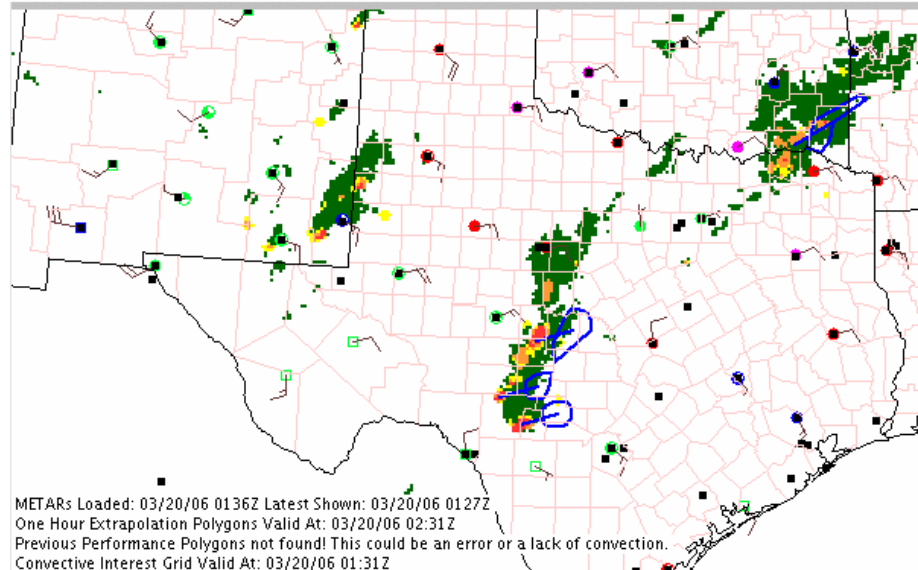 METARs Loaded: 03/20/06 0136Z Latest Shown: 03/20/06 0127Z
One Hour Extrapolation Polygons Valid At: 03/20/06 02:31Z
Previous Performance Polygons not found! This could be an error or a lack of convection.
Convective Interest Grid Valid At: 03/20/06 01:31Z